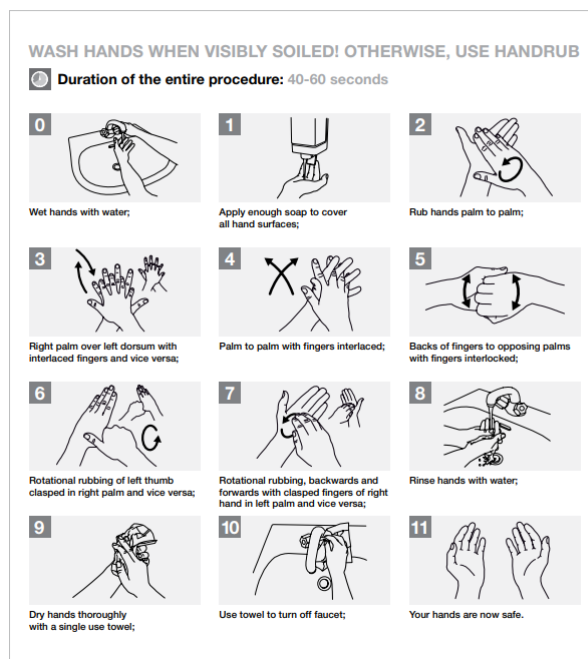 WASH HANDS WHEN VISIBLY SOILED! OTHERWISE, USE HANDRUB
Duration of the entire procedure: 40-60 seconds
0
Wet hands with water;
1
Apply enough soap to cover
all hand surfaces;
2
Rub hands palm to palm;
3
Right palm over left dorsum with
interlaced fingers and vice versa;
4
Palm to palm with fingers interlaced;
5
Backs of fingers to opposing palms
with fingers interlocked;
6
Rotational rubbing of left thumb
clasped in right palm and vice versa;
7
Rotational rubbing, backwards and
forwards with clasped fingers of right
hand in left palm and vice versa;
8
Rinse hands with water;
9
Dry hands thoroughly
with a single use towel;
10
Use towel to turn off faucet;
11
Your hands are now safe.